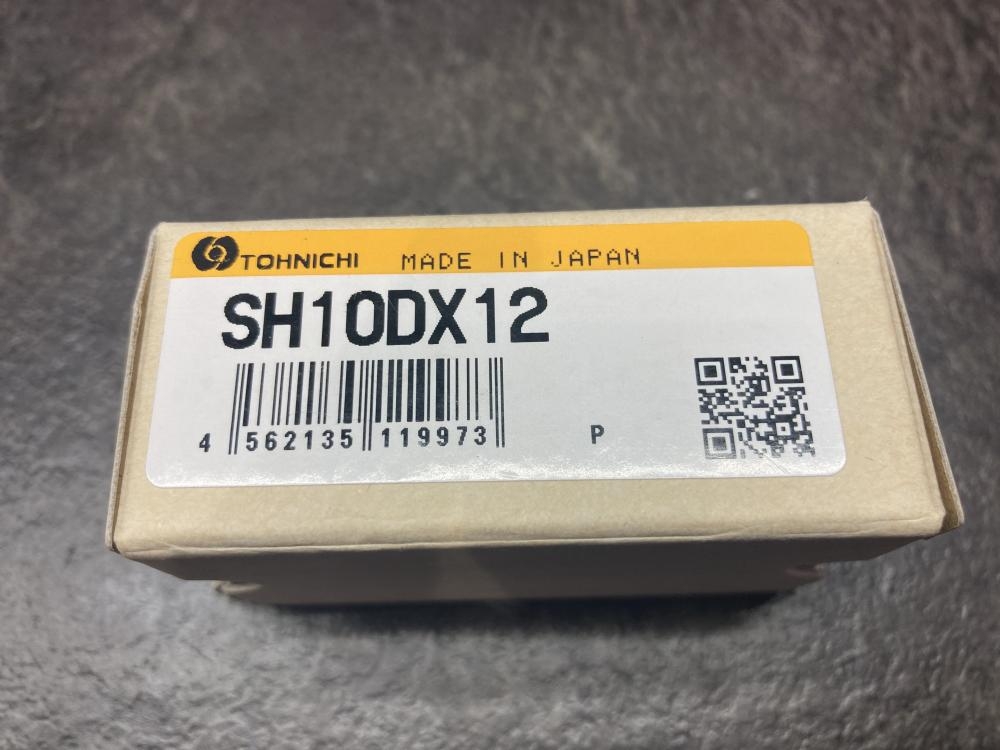 TOHNICHI MADE IN JAPAN
SH10DX12
4 562135 119973 P